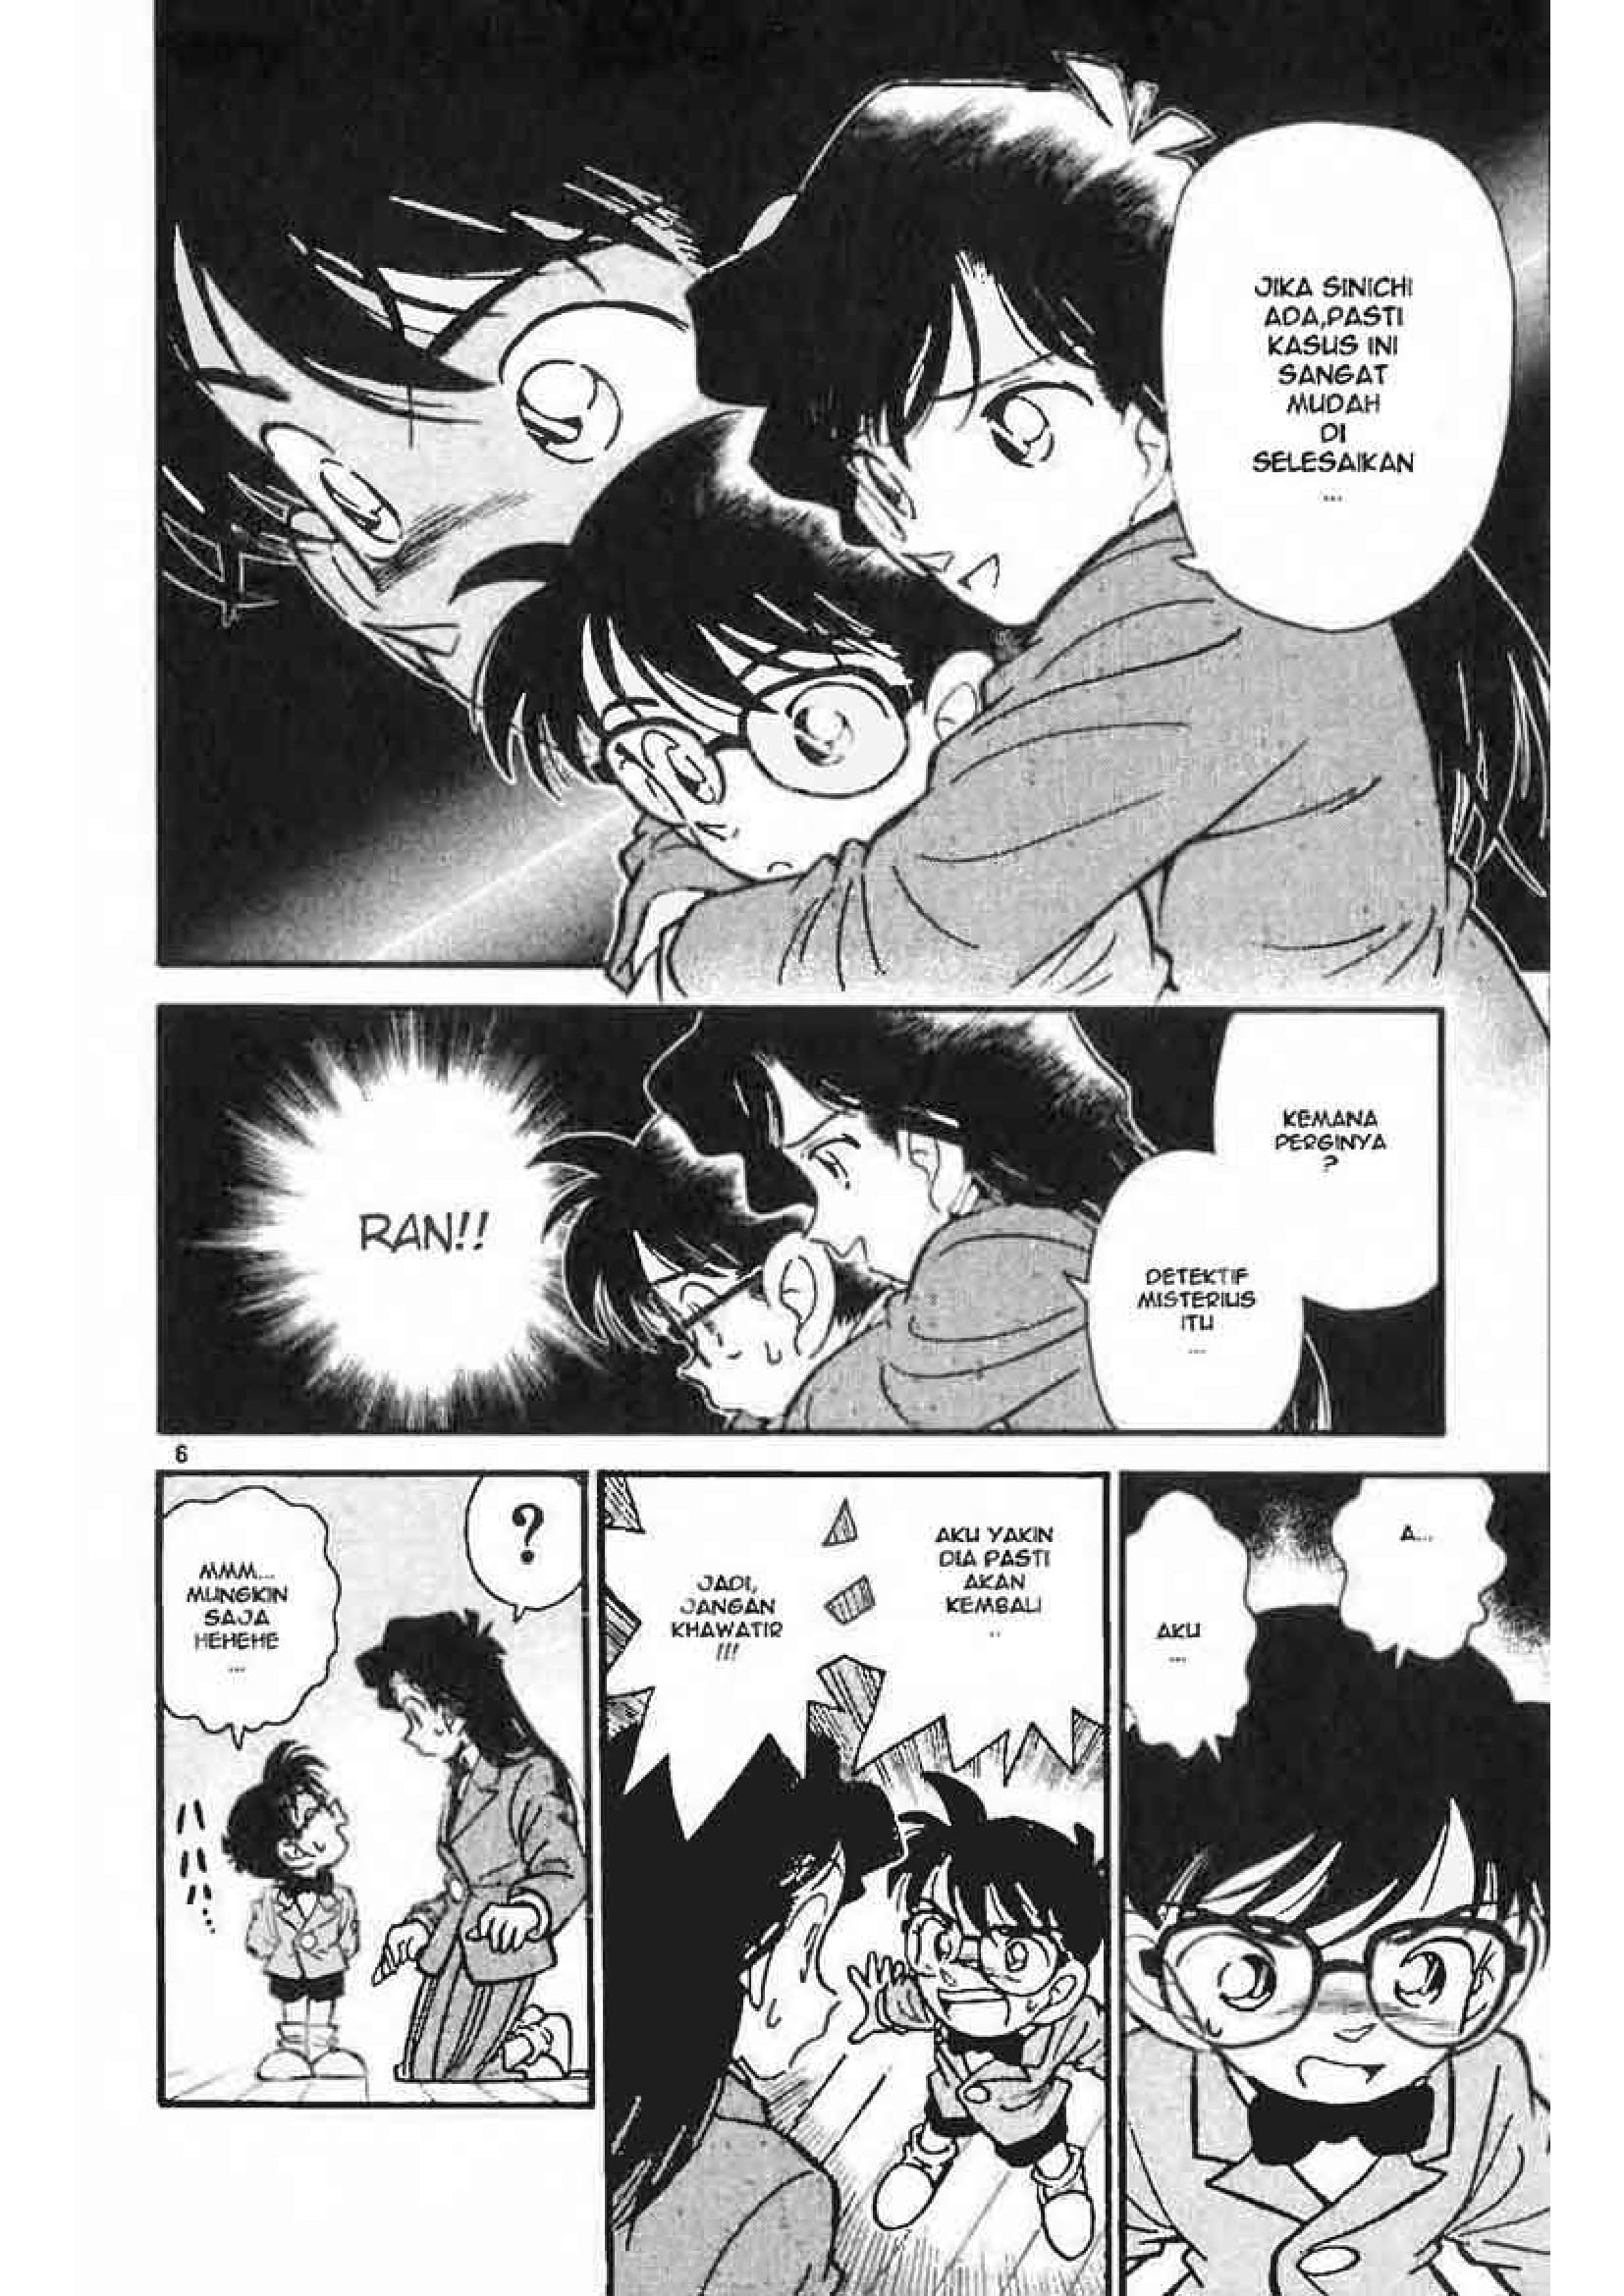 JIKA SINICHI
ADA,PASTI
KASUS INI
SANGAT
MUDAH
DI
SELESAIKAN
...
KEMANA
PERGINYA
?
DETEKTIF
MISTERIUS
ITU
...
RAN!!
6
A...
AKU
...
AKU YAKIN
DIA PASTI
AKAN
KEMBALI
..
JADI,
JANGAN
KHAWATIR
!!!
?
MMM...
MUNGKIN
SAJA
HEHEHE
...
ハハハ...